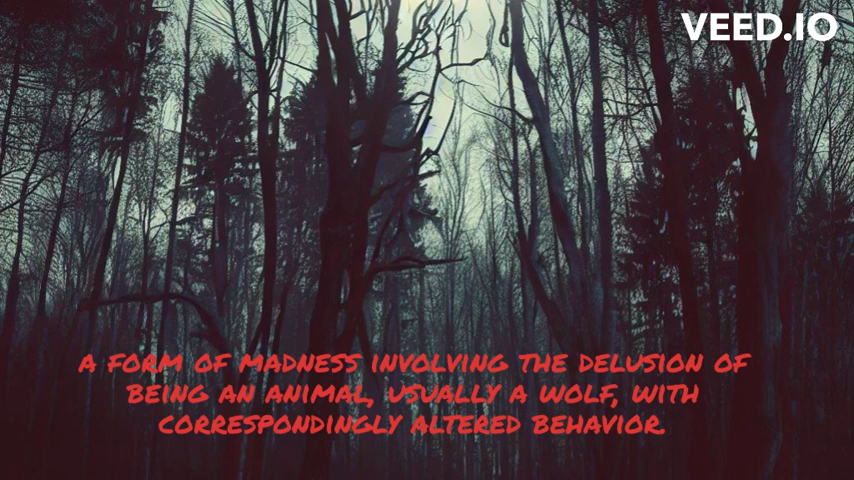 VEED.IO
A FORM OF MADNESS INVOLVING THE DELUSION OF
BEING AN ANIMAL, USUALLY A WOLF, WITH
CORRESPONDINGLY ALTERED BEHAVIOR.